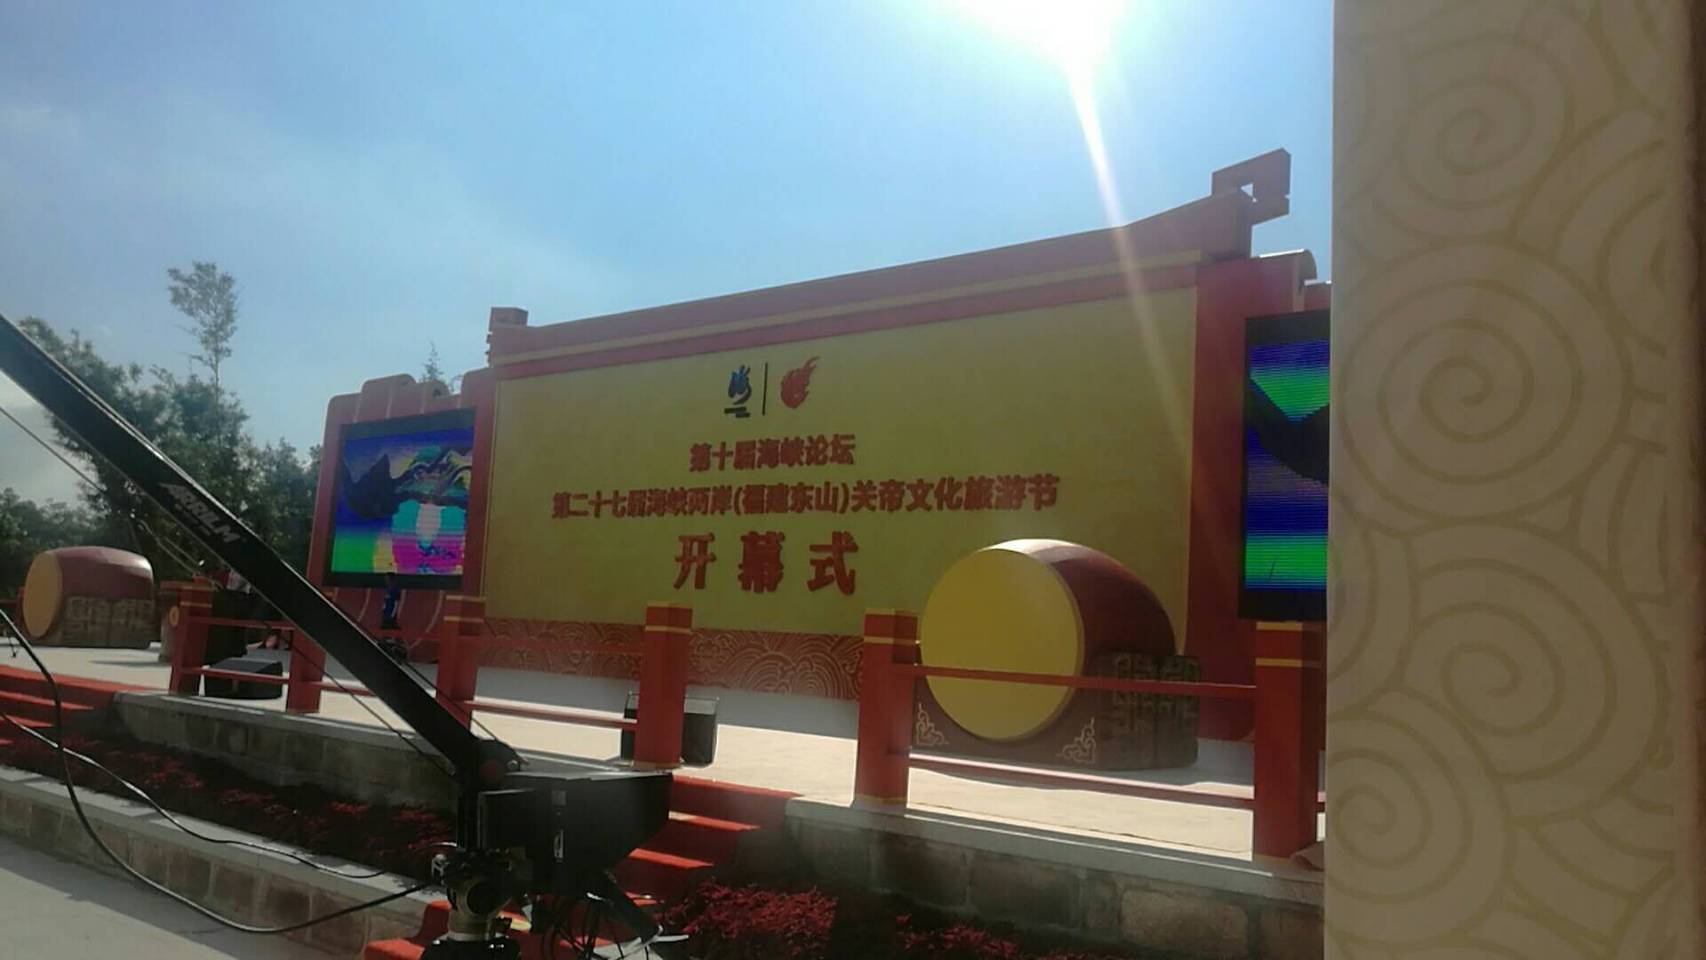 第十届海峡论坛
第二十七届海峡两岸(福建东山)关帝文化旅游节
开幕式